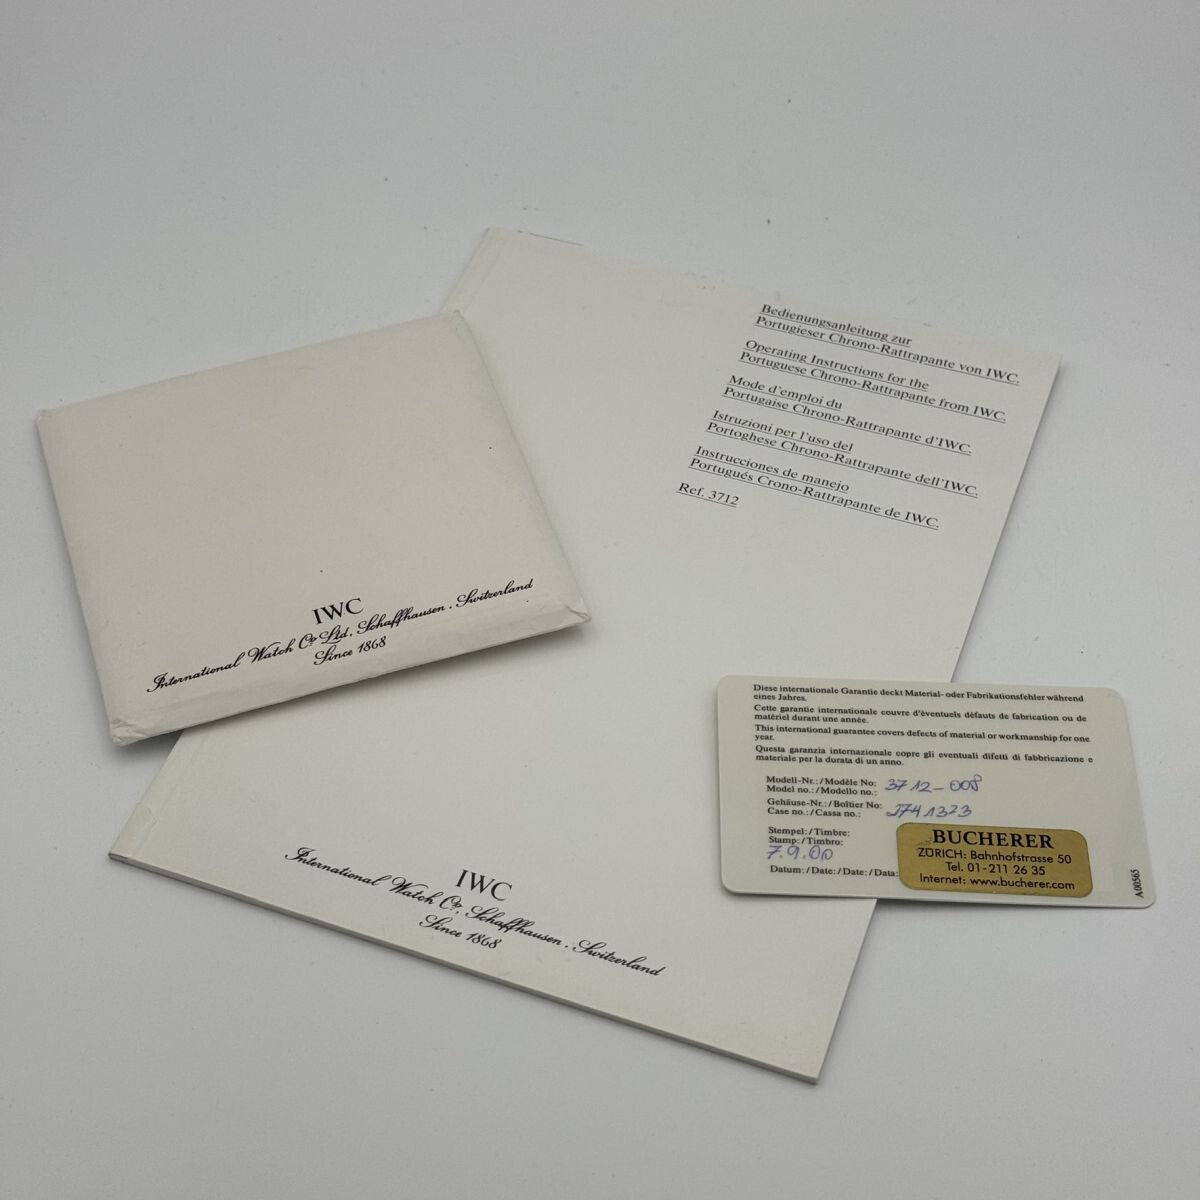 Bedienungsanleitung zur
Portugieser Chrono-Rattrapante von IWC.
Operating Instructions for the
Portuguese Chrono-Rattrapante from IWC.
Mode d'emploi du
Portugaise Chrono-Rattrapante d'IWC.
Istruzioni per l'uso del
Portoghese Chrono-Rattrapante dell'IWC.
Instrucciones de manejo
Portugués Crono-Rattrapante de IWC.
Ref. 3712
IWC
International Watch Co Ltd, Schaffhausen, Switzerland
Since 1868
IWC
International Watch Co, Schaffhausen, Switzerland
Since 1868
Diese internationale Garantie deckt Material- oder Fabrikationsfehler während
eines Jahres.
Cette garantie internationale couvre d'éventuels défauts de fabrication ou de
matériel durant une année.
This international guarantee covers defects of material or workmanship for one
year.
Questa garanzia internazionale copre gli eventuali difetti di fabbricazione e
materiale per la durata di un anno.
Modell-Nr.:/Modèle No:
Model no.:/Modello no.: 3712-008
Gehäuse-Nr.:/Boîtier No:
Case no.:/Cassa no.: 2741323
Stempel:/Timbre:
Stamp:/Timbro:
7.9.00
Datum:/Date:/Date:/Data:
BUCHERER
ZÜRICH: Bahnhofstrasse 50
Tel. 01-211 26 35
Internet: www.bucherer.com
A00565